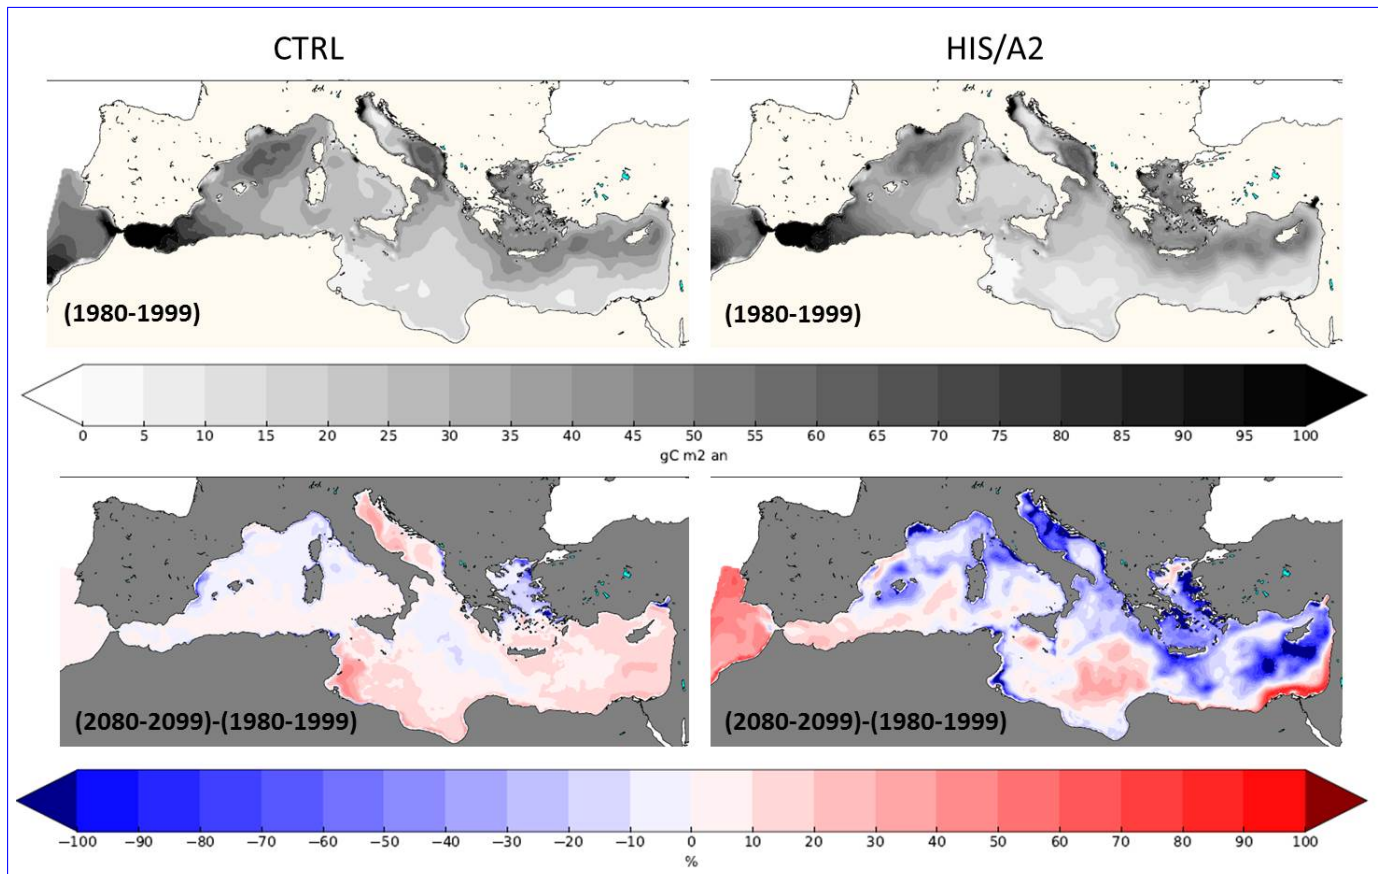 CTRL HIS/A2
(1980-1999) (1980-1999)
0 5 10 15 20 25 30 35 40 45 50 55 60 65 70 75 80 85 90 95 100
gC m2 an
(2080-2099)-(1980-1999) (2080-2099)-(1980-1999)
−100 −90 −80 −70 −60 −50 −40 −30 −20 −10 0 10 20 30 40 50 60 70 80 90 100
%